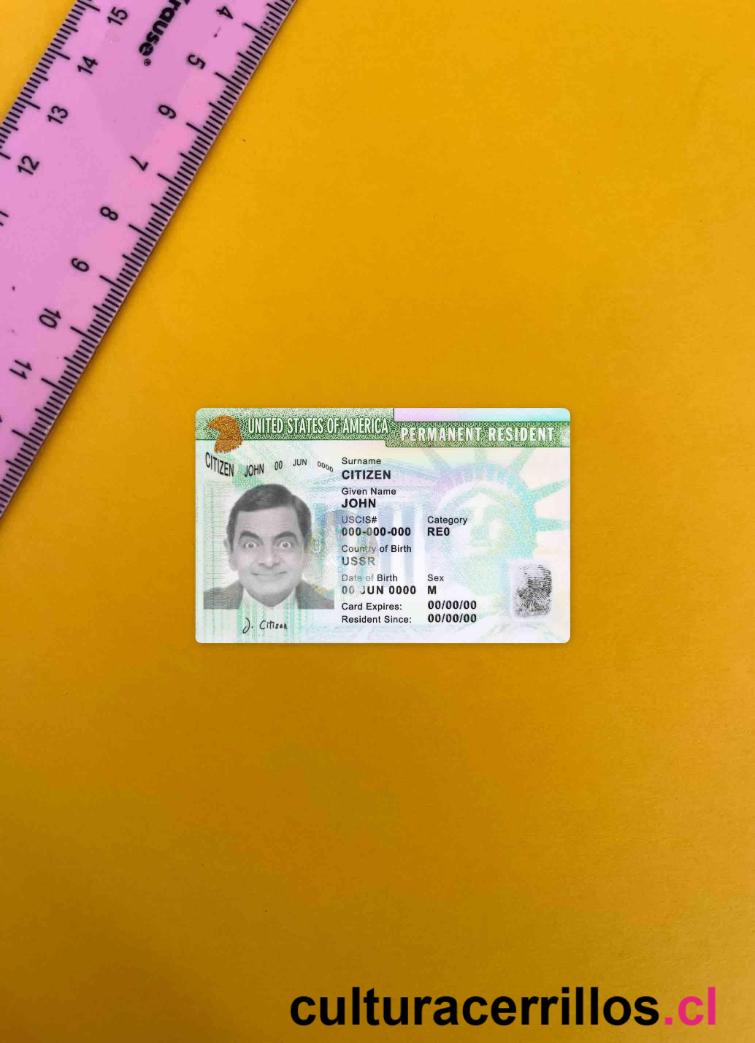 Krause®
15
14
13
12
11
10
9
8
7
6
5
4
11
UNITED STATES OF AMERICA
PERMANENT RESIDENT
CITIZEN JOHN 00 JUN 0000
Surname
CITIZEN
Given Name
JOHN
USCIS# Category
000-000-000 RE0
Country of Birth
USSR
Date of Birth Sex
00 JUN 0000 M
Card Expires: 00/00/00
Resident Since: 00/00/00
J. Citizen
culturacerrillos.cl